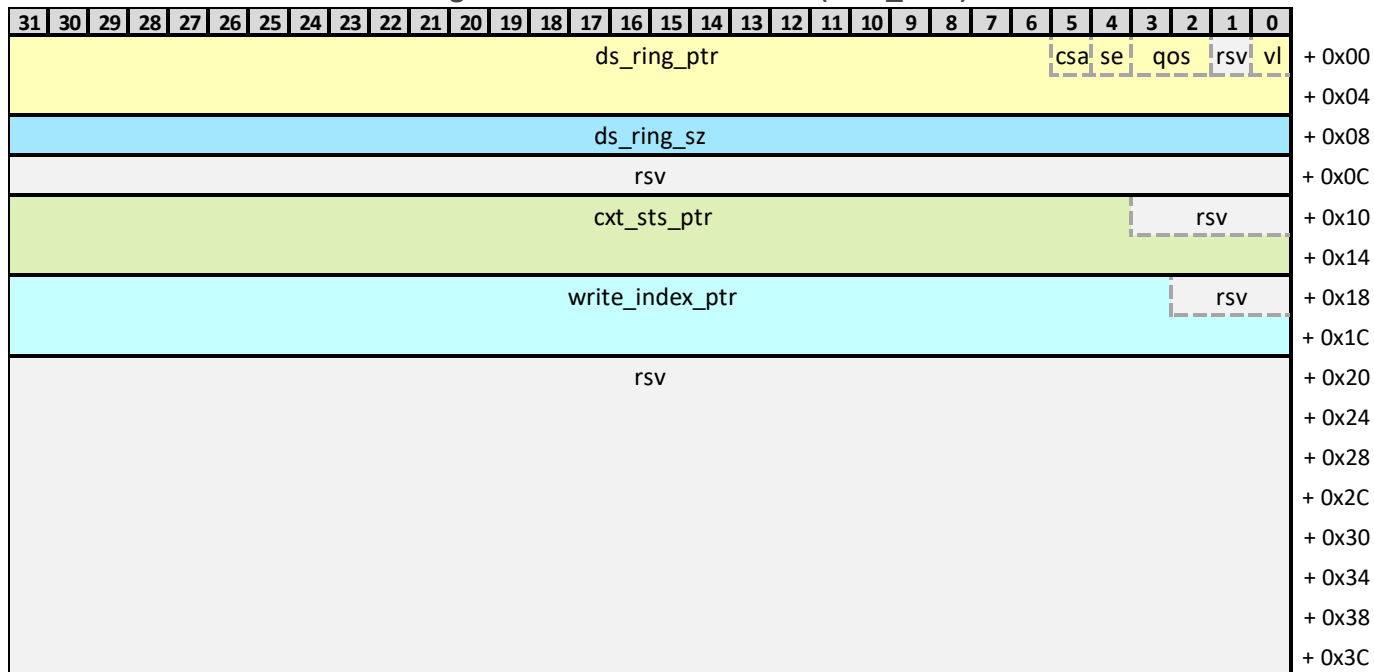 31 30 29 28 27 26 25 24 23 22 21 20 19 18 17 16 15 14 13 12 11 10 9 8 7 6 5 4 3 2 1 0
ds_ring_ptr csa se qos rsv vl + 0x00
+ 0x04
ds_ring_sz + 0x08
rsv + 0x0C
cxt_sts_ptr rsv + 0x10
+ 0x14
write_index_ptr rsv + 0x18
+ 0x1C
rsv + 0x20
+ 0x24
+ 0x28
+ 0x2C
+ 0x30
+ 0x34
+ 0x38
+ 0x3C